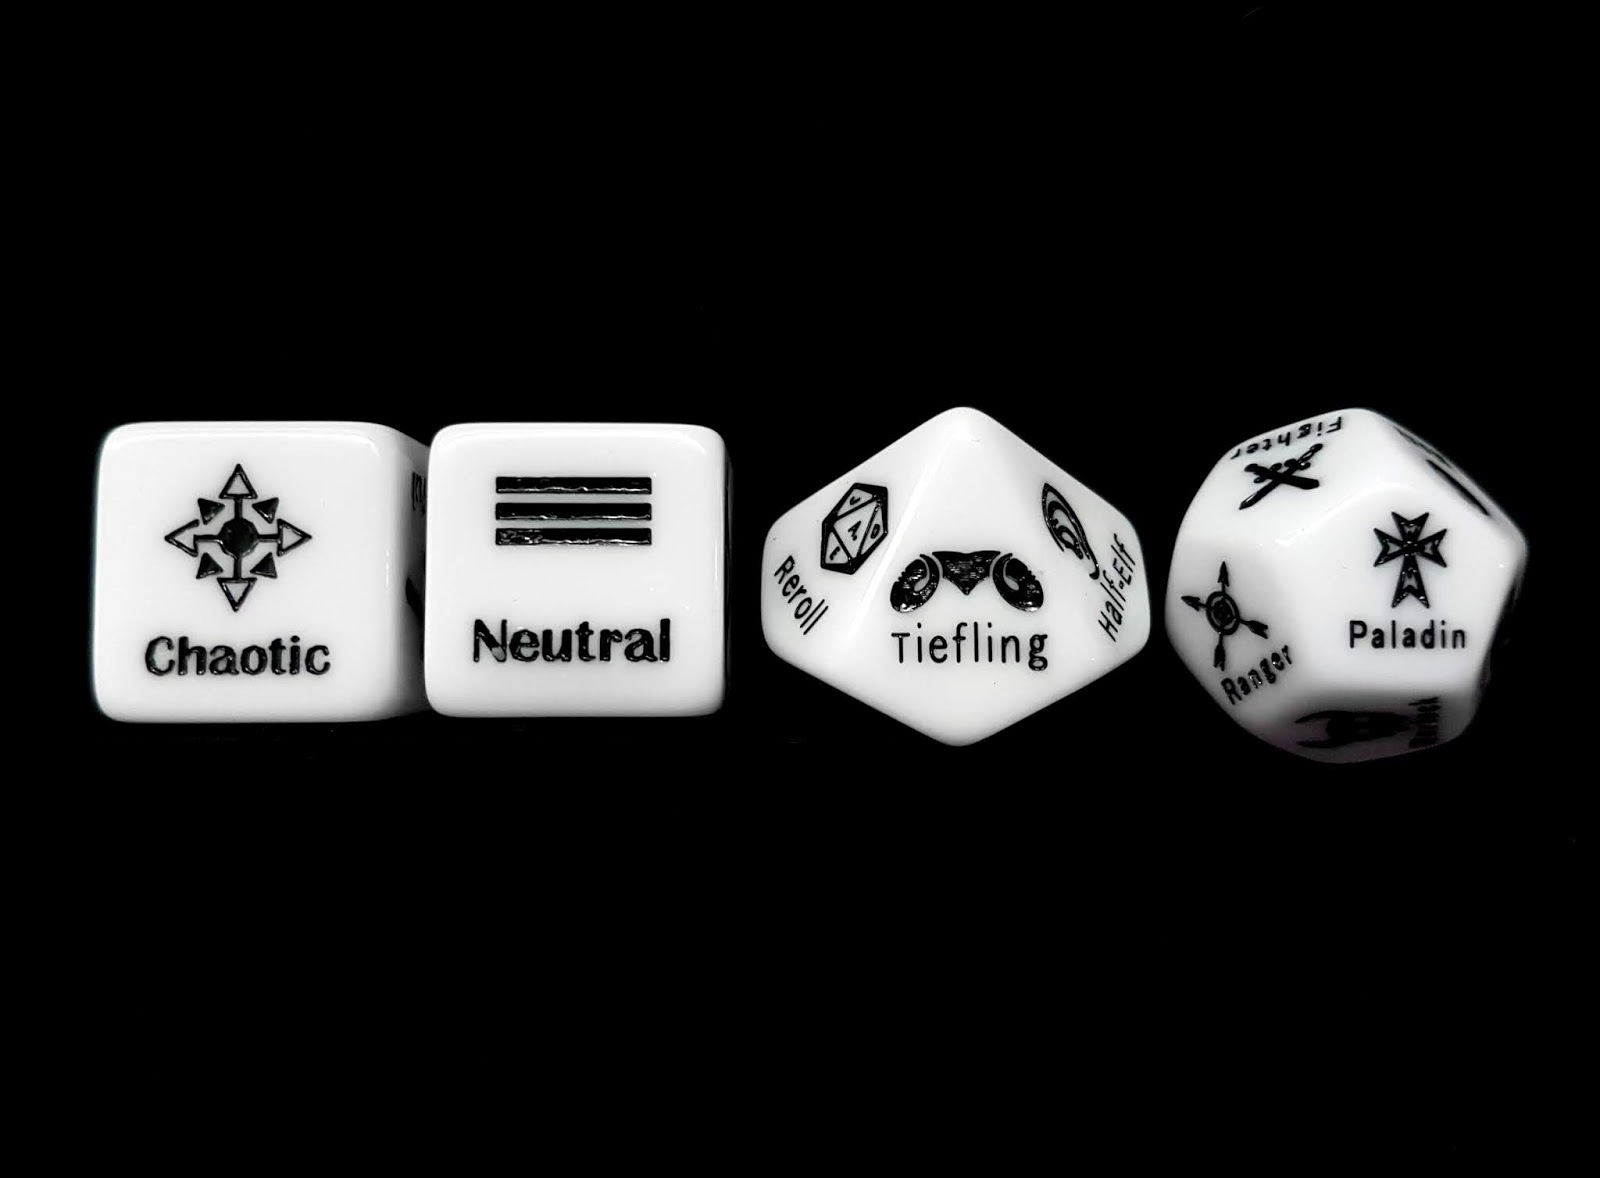 Chaotic
Neutral
Reroll
Tiefling
Half-Elf
Fighter
Ranger
Paladin